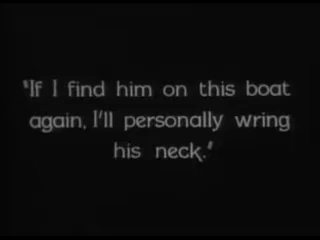 "If I find him on this boat
again, I'll personally wring
his neck."